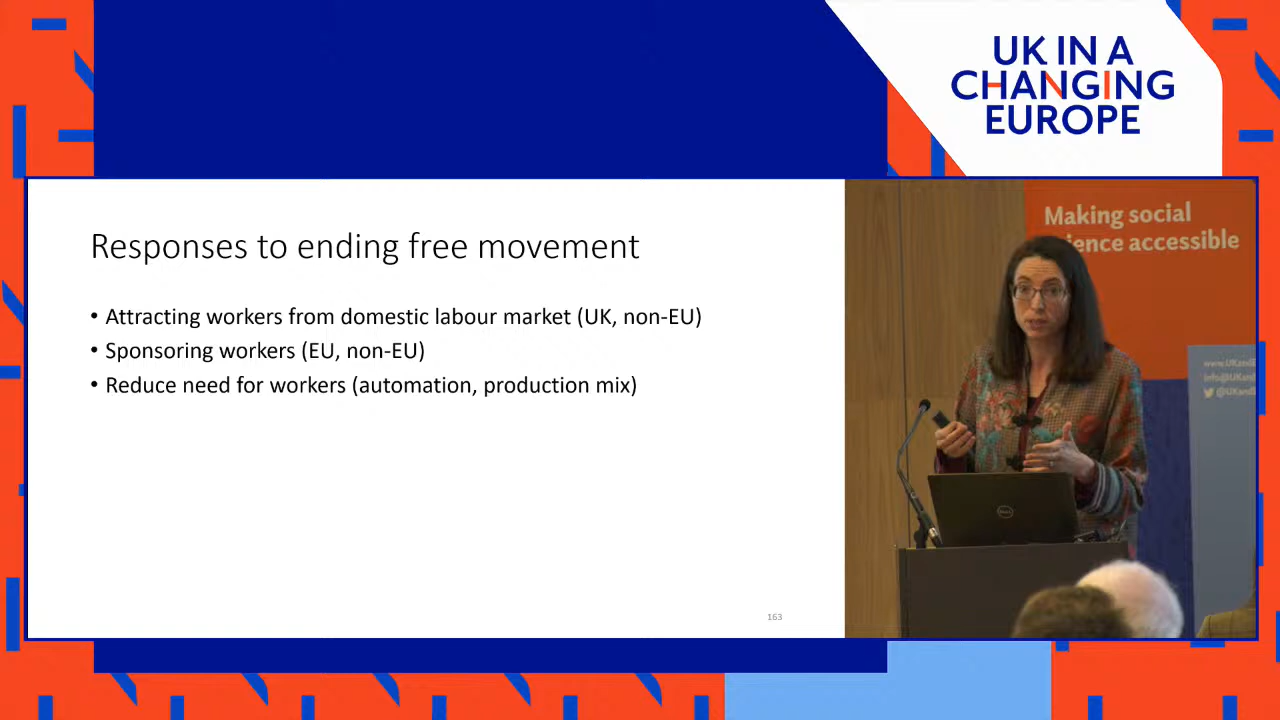 UK IN A
CHANGING
EUROPE
Responses to ending free movement
• Attracting workers from domestic labour market (UK, non-EU)
• Sponsoring workers (EU, non-EU)
• Reduce need for workers (automation, production mix)
163
Making social
ience accessible
DELL